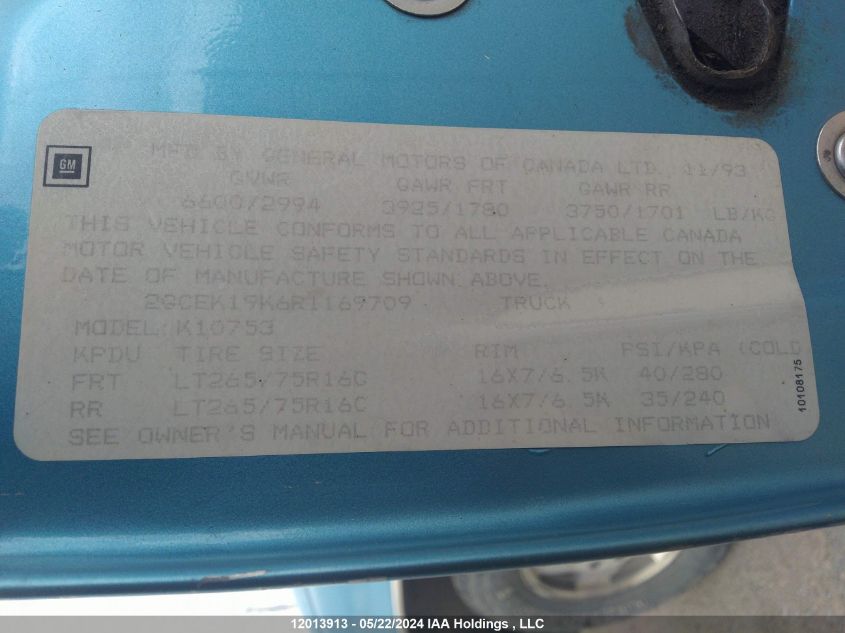 GM
MFD BY GENERAL MOTORS OF CANADA LTD. 11/93
GVWR GAWR FRT GAWR RR
6600/2994 3925/1780 3750/1701 LB/KG
THIS VEHICLE CONFORMS TO ALL APPLICABLE CANADA
MOTOR VEHICLE SAFETY STANDARDS IN EFFECT ON THE
DATE OF MANUFACTURE SHOWN ABOVE.
2GCEK19K6R1169709 TRUCK
MODEL: K10753
KPDU TIRE SIZE RIM PSI/KPA (COLD
FRT LT265/75R16C 16X7/6.5K 40/280
RR LT265/75R16C 16X7/6.5K 35/240
SEE OWNER'S MANUAL FOR ADDITIONAL INFORMATION
10108175
12013913 - 05/22/2024 IAA Holdings , LLC